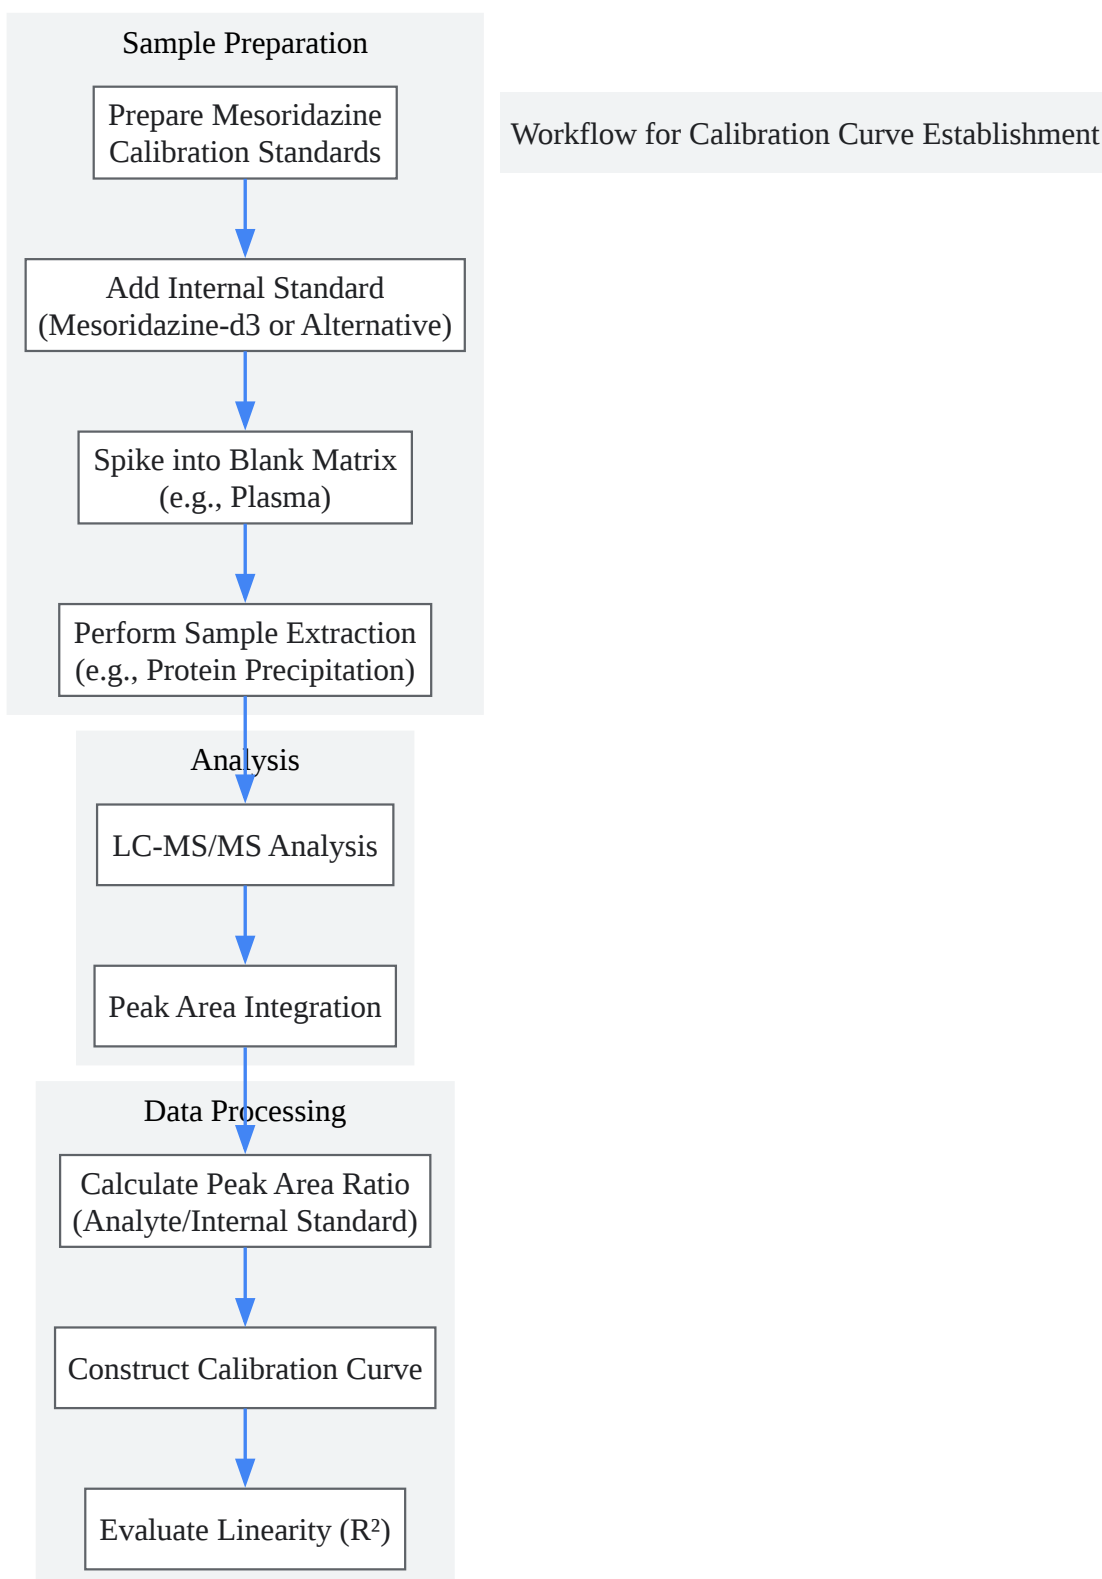 Sample Preparation
Prepare Mesoridazine
Calibration Standards
Workflow for Calibration Curve Establishment
Add Internal Standard
(Mesoridazine-d3 or Alternative)
Spike into Blank Matrix
(e.g., Plasma)
Perform Sample Extraction
(e.g., Protein Precipitation)
Analysis
LC-MS/MS Analysis
Peak Area Integration
Data Processing
Calculate Peak Area Ratio
(Analyte/Internal Standard)
Construct Calibration Curve
Evaluate Linearity (R²)